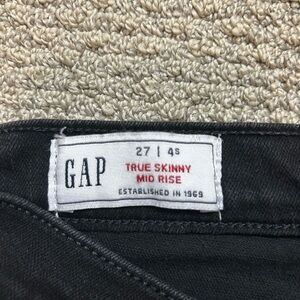 27 | 4s
GAP
TRUE SKINNY
MID RISE
ESTABLISHED IN 1969